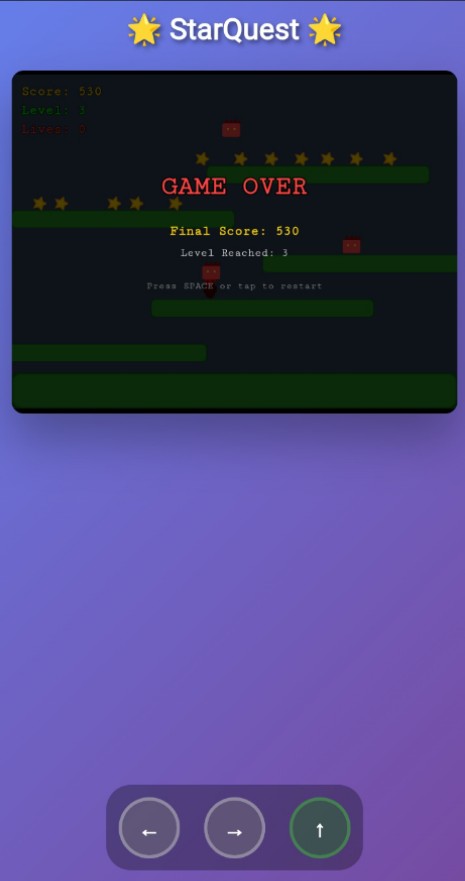 🌟 StarQuest 🌟
Score: 530
Level: 3
Lives: 0
GAME OVER
Final Score: 530
Level Reached: 3
Press SPACE or tap to restart
← → ↑